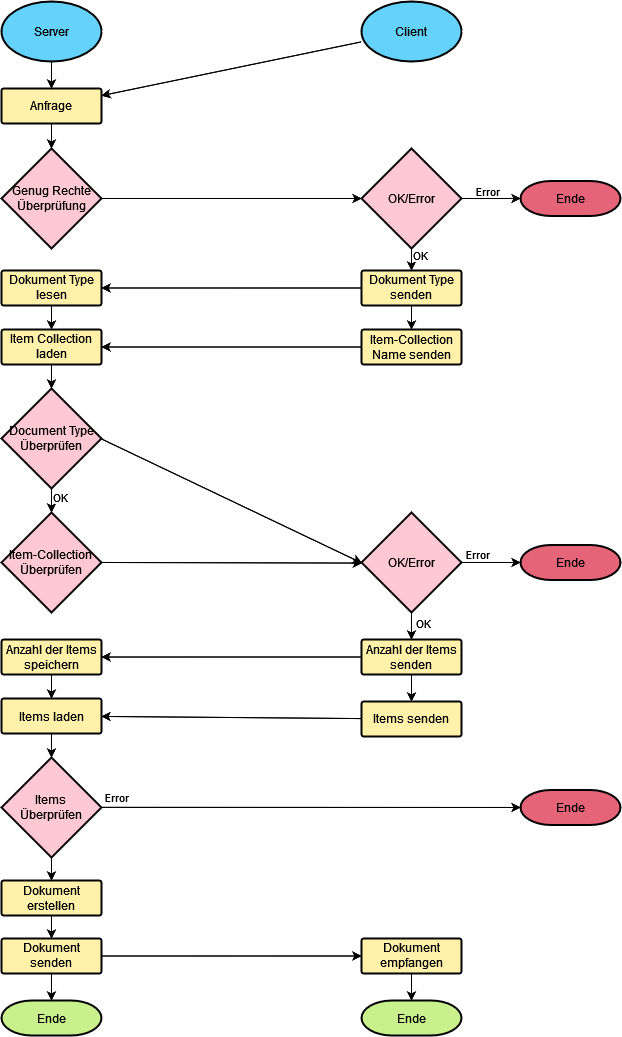 Server
Client
Anfrage
Genug Rechte
Überprüfung
OK/Error
Error
Ende
OK
Dokument Type
lesen
Dokument Type
senden
Item Collection
laden
Item-Collection
Name senden
Document Type
Überprüfen
OK
Item-Collection
Überprüfen
OK/Error
Error
Ende
OK
Anzahl der Items
speichern
Anzahl der Items
senden
Items laden
Items senden
Items
Überprüfen
Error
Ende
Dokument
erstellen
Dokument
senden
Dokument
empfangen
Ende
Ende